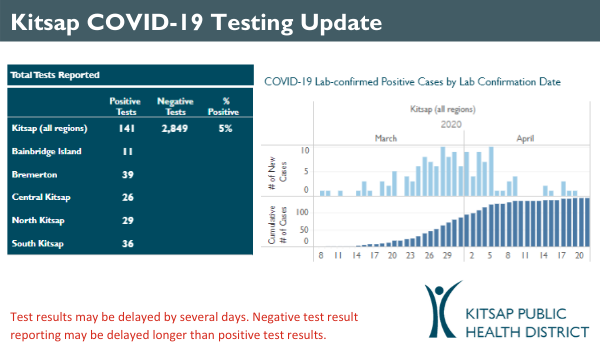 Kitsap COVID-19 Testing Update
Total Tests Reported
Positive Tests Negative Tests % Positive
Kitsap (all regions) 141 2,849 5%
Bainbridge Island 11
Bremerton 39
Central Kitsap 26
North Kitsap 29
South Kitsap 36
COVID-19 Lab-confirmed Positive Cases by Lab Confirmation Date
Kitsap (all regions)
2020
March April
# of New Cases
10
5
0
Cumulative # of Cases
100
50
0
8 11 14 17 20 23 26 29 2 5 8 11 14 17 20
Test results may be delayed by several days. Negative test result
reporting may be delayed longer than positive test results.
KITSAP PUBLIC
HEALTH DISTRICT